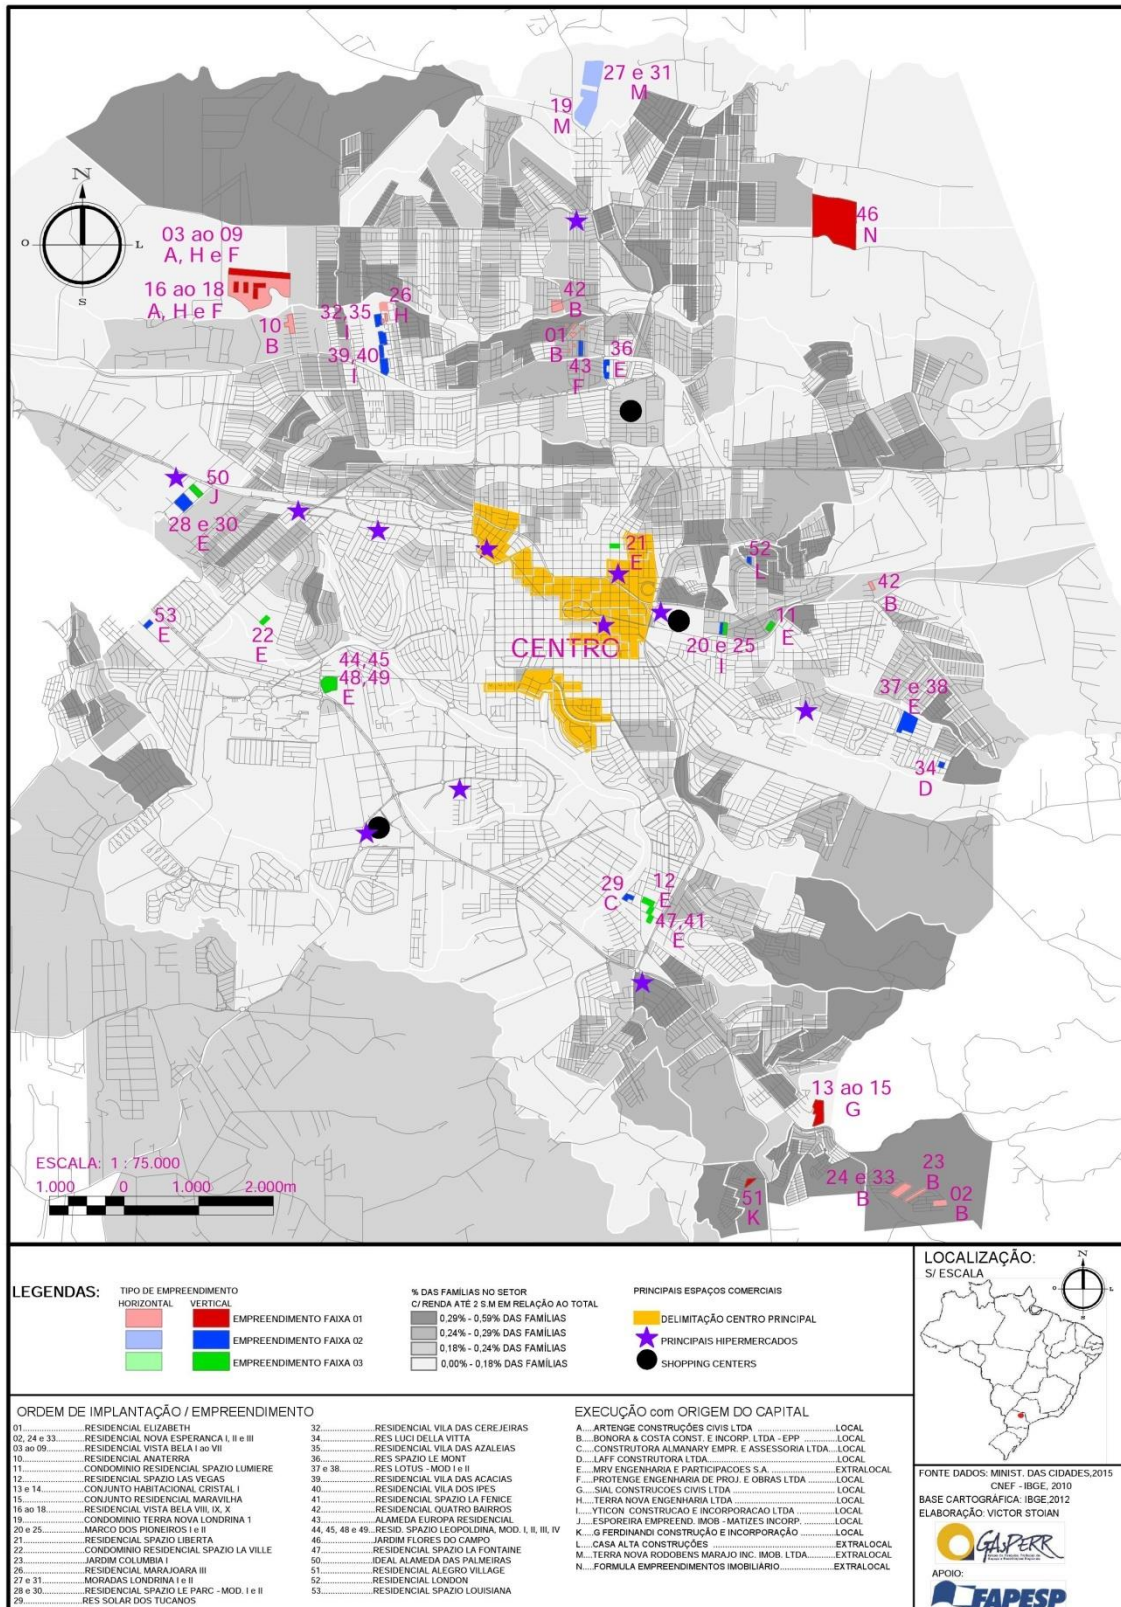 27 e 31
M
19
M
N
O
L
S
46
N
03 ao 09
A, H e F
16 ao 18
A, H e F
10
B
32,35
I
39,40
I
26
H
42
B
01
B
43
F
36
E
50
J
28 e 30
E
53
E
22
E
44,45
48,49
E
21
E
CENTRO
52
L
42
B
11
E
20 e 25
I
37 e 38
E
34
D
29
C
12
E
47,41
E
13 ao 15
G
24 e 33
B
23
B
02
B
51
K
ESCALA: 1 : 75.000
1.000 0 1.000 2.000m
LEGENDAS:
TIPO DE EMPREENDIMENTO
HORIZONTAL VERTICAL
EMPREENDIMENTO FAIXA 01
EMPREENDIMENTO FAIXA 02
EMPREENDIMENTO FAIXA 03
% DAS FAMÍLIAS NO SETOR
C/ RENDA ATÉ 2 S.M EM RELAÇÃO AO TOTAL
0,29% - 0,59% DAS FAMÍLIAS
0,24% - 0,29% DAS FAMÍLIAS
0,18% - 0,24% DAS FAMÍLIAS
0,00% - 0,18% DAS FAMÍLIAS
PRINCIPAIS ESPAÇOS COMERCIAIS
DELIMITAÇÃO CENTRO PRINCIPAL
PRINCIPAIS HIPERMERCADOS
SHOPPING CENTERS
LOCALIZAÇÃO:
S/ ESCALA
N
ORDEM DE IMPLANTAÇÃO / EMPREENDIMENTO
01..................RESIDENCIAL ELIZABETH
02, 24 e 33......RESIDENCIAL NOVA ESPERANCA I, II e III
03 ao 09..........RESIDENCIAL VISTA BELA I ao VII
10..................RESIDENCIAL ANATERRA
11..................CONDOMINIO RESIDENCIAL SPAZIO LUMIERE
12..................RESIDENCIAL SPAZIO LAS VEGAS
13 e 14............CONJUNTO HABITACIONAL CRISTAL I
15..................CONJUNTO RESIDENCIAL MARAVILHA
16 ao 18..........RESIDENCIAL VISTA BELA VIII, IX, X
19..................CONDOMINIO TERRA NOVA LONDRINA 1
20 e 25............MARCO DOS PIONEIROS I e II
21..................RESIDENCIAL SPAZIO LIBERTA
22..................CONDOMINIO RESIDENCIAL SPAZIO LA VILLE
23..................JARDIM COLUMBIA I
26..................RESIDENCIAL MARAJOARA III
27 e 31............MORADAS LONDRINA I e II
28 e 30............RESIDENCIAL SPAZIO LE PARC - MOD. I e II
29..................RES SOLAR DOS TUCANOS
32..................RESIDENCIAL VILA DAS CEREJEIRAS
34..................RES LUCI DELLA VITTA
35..................RESIDENCIAL VILA DAS AZALEIAS
36..................RES SPAZIO LE MONT
37 e 38............RES LOTUS - MOD I e II
39..................RESIDENCIAL VILA DAS ACACIAS
40..................RESIDENCIAL VILA DOS IPES
41..................RESIDENCIAL SPAZIO LA FENICE
42..................RESIDENCIAL QUATRO BAIRROS
43..................ALAMEDA EUROPA RESIDENCIAL
44, 45, 48 e 49...RESID. SPAZIO LEOPOLDINA, MOD. I, II, III, IV
46..................JARDIM FLORES DO CAMPO
47..................RESIDENCIAL SPAZIO LA FONTAINE
51..................RESIDENCIAL ALEGRO VILLAGE
50..................IDEAL ALAMEDA DAS PALMEIRAS
52..................RESIDENCIAL LONDON
53..................RESIDENCIAL SPAZIO LOUISIANA
EXECUÇÃO com ORIGEM DO CAPITAL
A.....ARTENGE CONSTRUÇÕES CIVIS LTDA ..........LOCAL
B.....BONORA & COSTA CONST. E INCORP. LTDA - EPP ..........LOCAL
C.....CONSTRUTORA ALMANARY EMPR. E ASSESSORIA LTDA....LOCAL
D.....LAFF CONSTRUTORA LTDA..........LOCAL
E.....MRV ENGENHARIA E PARTICIPACOES S.A. ..........EXTRALOCAL
F.....PROTENGE ENGENHARIA DE PROJ. E OBRAS LTDA ..........LOCAL
G.....SIAL CONSTRUCOES CIVIS LTDA ..........LOCAL
H.....TERRA NOVA ENGENHARIA LTDA ..........LOCAL
I.....YTICON CONSTRUCAO E INCORPORACAO LTDA ..........LOCAL
J.....ESPOREIRA EMPREEND. IMOB - MATIZES INCORP. ..........LOCAL
K.....G FERDINANDI CONSTRUÇÃO E INCORPORAÇÃO ..........LOCAL
L.....CASA ALTA CONSTRUÇÕES ..........EXTRALOCAL
M.....TERRA NOVA RODOBENS MARAJO INC. IMOB. LTDA....EXTRALOCAL
N.....FORMULA EMPREENDIMENTOS IMOBILIÁRIO..........EXTRALOCAL
FONTE DADOS: MINIST. DAS CIDADES,2015
CNEF - IBGE, 2010
BASE CARTOGRÁFICA: IBGE,2012
ELABORAÇÃO: VICTOR STOIAN
GAsPERR
APOIO:
FAPESP